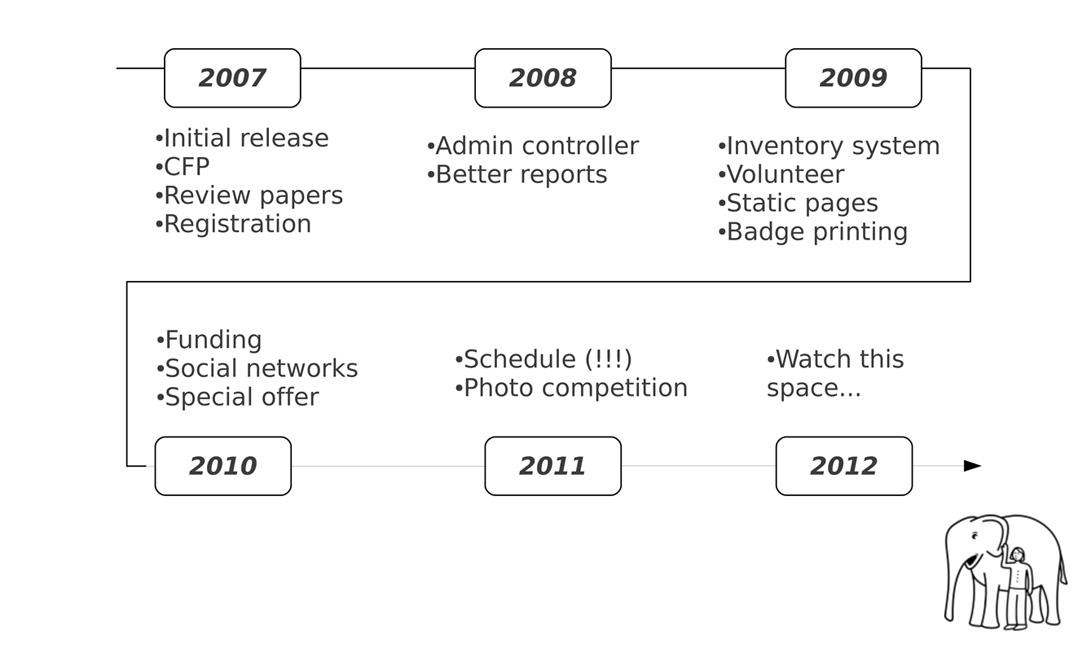 2007
2008
2009
•Initial release
•CFP
•Review papers
•Registration
•Admin controller
•Better reports
•Inventory system
•Volunteer
•Static pages
•Badge printing
•Funding
•Social networks
•Special offer
•Schedule (!!!)
•Photo competition
•Watch this
space...
2010
2011
2012